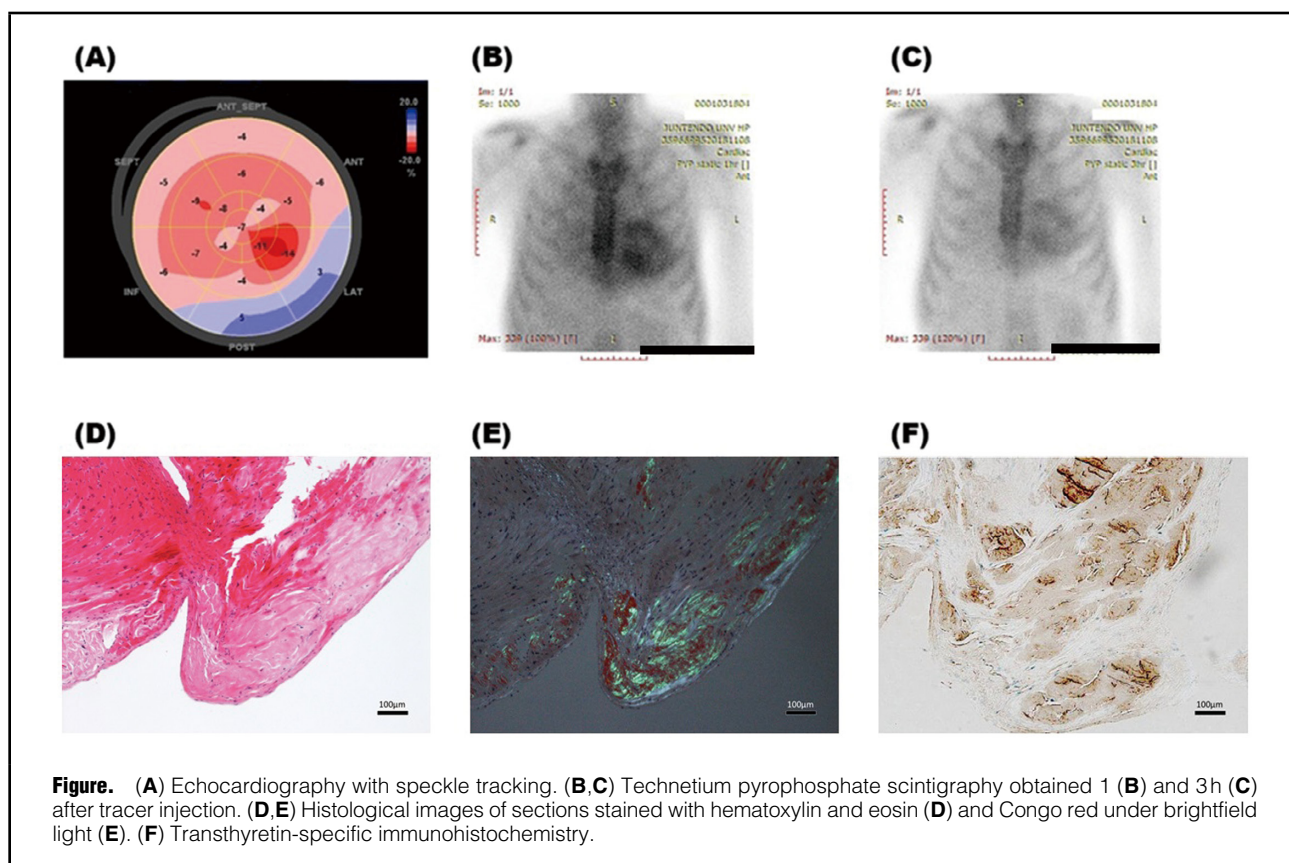 (A)
ANT_SEPT
SEPT
ANT
INF
LAT
POST
20.0
-20.0
%
-4
-5
-6
-6
-9
-8
-4
-5
-7
-7
-4
-11
-14
-6
-4
3
5
(B)
Im: 1/1
Se: 1000
S
0001031804
JUNTENDO UNV HP
Cardiac
PYP static 1hr []
Ant
R
L
Max: 339 (100%) [F]
I
(C)
Im: 1/1
Se: 1000
S
0001031804
JUNTENDO UNV HP
Cardiac
PYP static 3hr []
Ant
R
L
Max: 339 (120%) [F]
I
(D)
100µm
(E)
100µm
(F)
100µm
Figure. (A) Echocardiography with speckle tracking. (B,C) Technetium pyrophosphate scintigraphy obtained 1 (B) and 3h (C)
after tracer injection. (D,E) Histological images of sections stained with hematoxylin and eosin (D) and Congo red under brightfield
light (E). (F) Transthyretin-specific immunohistochemistry.